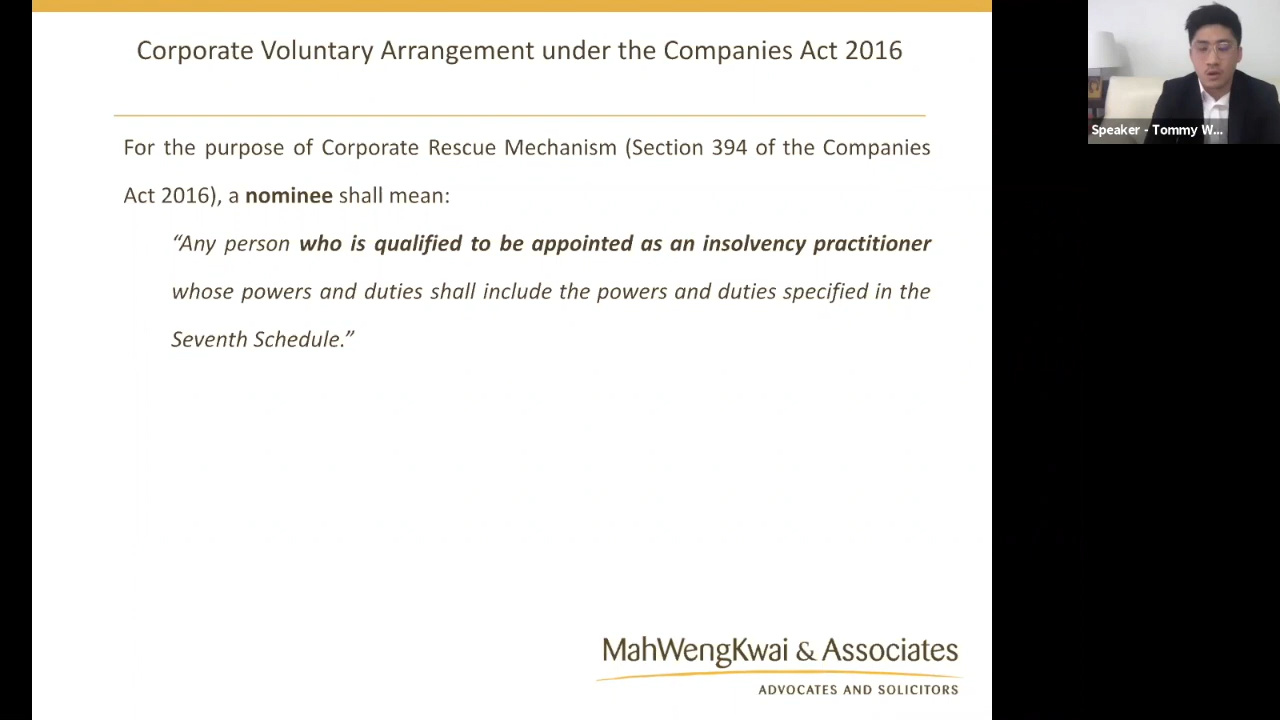 Corporate Voluntary Arrangement under the Companies Act 2016
For the purpose of Corporate Rescue Mechanism (Section 394 of the Companies
Act 2016), a nominee shall mean:
“Any person who is qualified to be appointed as an insolvency practitioner
whose powers and duties shall include the powers and duties specified in the
Seventh Schedule.”
MahWengKwai & Associates
ADVOCATES AND SOLICITORS
Speaker - Tommy W...